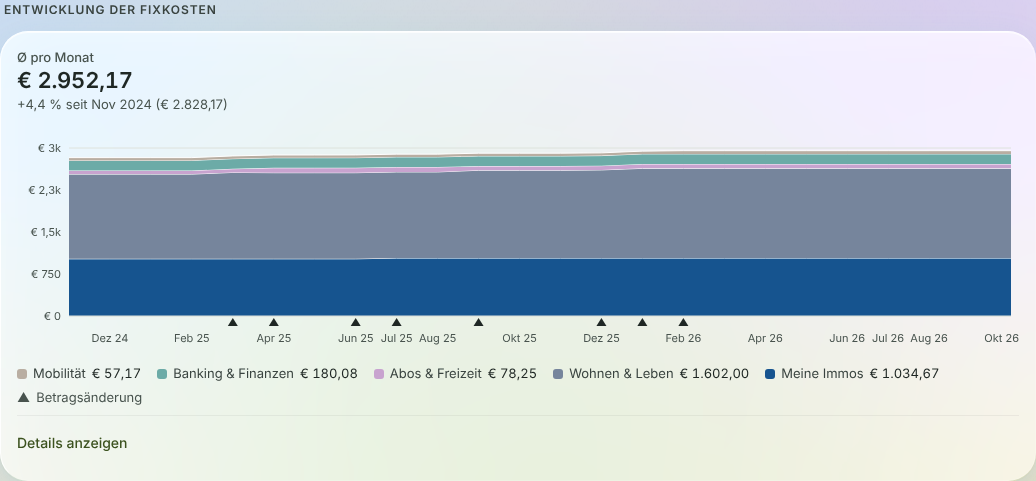 ENTWICKLUNG DER FIXKOSTEN
Ø pro Monat
€ 2.952,17
+4,4 % seit Nov 2024 (€ 2.828,17)
€ 3k
€ 2,3k
€ 1,5k
€ 750
€ 0
Dez 24 Feb 25 Apr 25 Jun 25 Jul 25 Aug 25 Okt 25 Dez 25 Feb 26 Apr 26 Jun 26 Jul 26 Aug 26 Okt 26
Mobilität € 57,17 Banking & Finanzen € 180,08 Abos & Freizeit € 78,25 Wohnen & Leben € 1.602,00 Meine Immos € 1.034,67
Betragsänderung
Details anzeigen